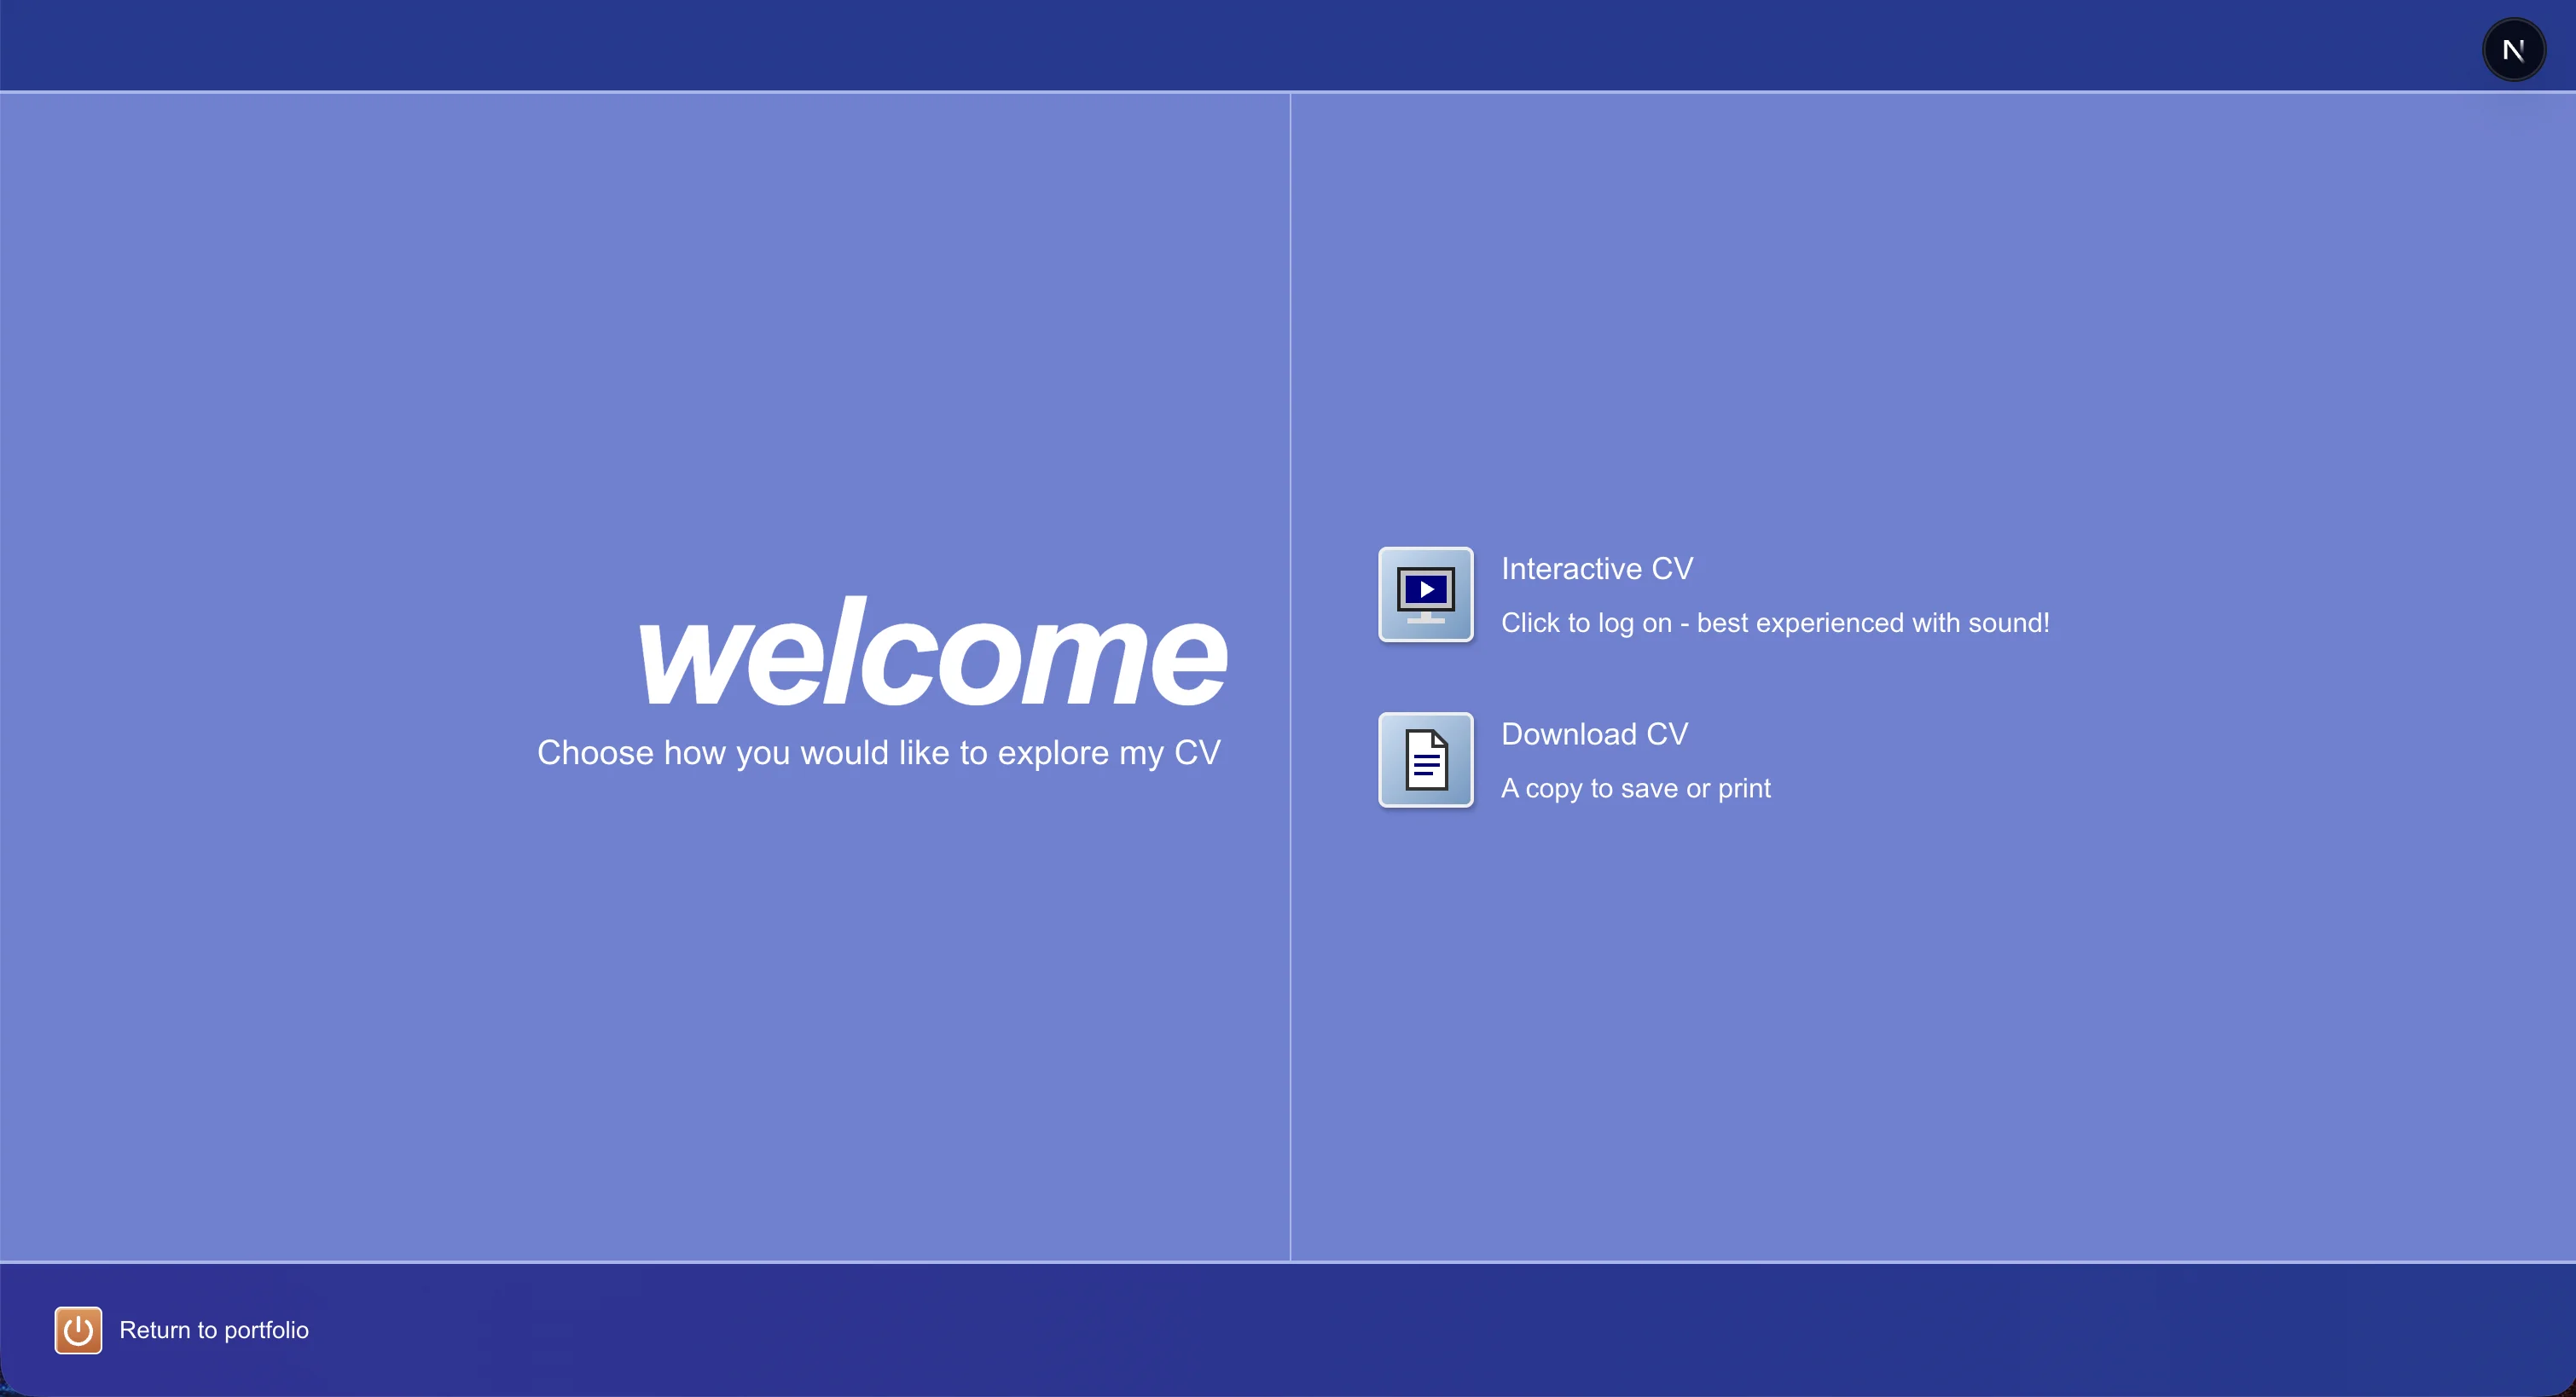 N
welcome
Choose how you would like to explore my CV
Interactive CV
Click to log on - best experienced with sound!
Download CV
A copy to save or print
Return to portfolio